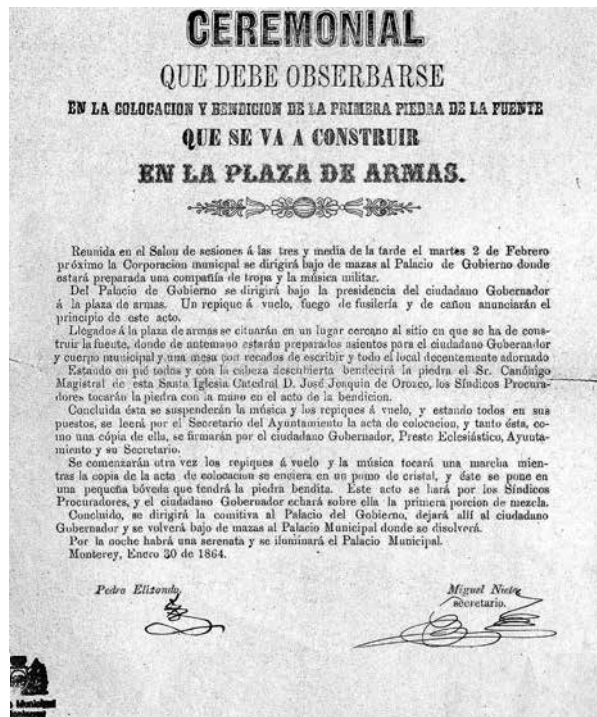 CEREMONIAL
QUE DEBE OBSERBARSE
EN LA COLOCACION Y BENDICION DE LA PRIMERA PIEDRA DE LA FUENTE
QUE SE VA A CONSTRUIR
EN LA PLAZA DE ARMAS.
Reunida en el Salon de sesiones á las tres y media de la tarde el martes 2 de Febrero
próximo la Corporacion municpal se dirigirá bajo de mazas al Palacio de Gobierno donde
estará preparada una compañía de tropa y la música militar.
Del Palacio de Gobierno se dirigirá bajo la presidencia del ciudadano Gobernador
á la plaza de armas. Un repique á vuelo, fuego de fusilería y de cañon anunciarán el
principio de este acto.
Llegados á la plaza de armas se cituarán en un lugar cercano al sitio en que se ha de cons-
truir la fuente, donde de antemano estarán preparados asientos para el ciudadano Gobernador
y cuerpo municipal y una mesa con recados de escribir y todo el local decentemente adornado
Estando en pié todos y con la cabeza descubierta bendecirá la piedra el Sr. Canónigo
Magistral de esta Santa Iglesia Catedral D. José Joaquin de Orozco, los Síndicos Procura-
dores tocarán la piedra con la mano en el acto de la bendicion.
Concluida ésta se suspenderán la música y los repiques á vuelo, y estando todos en sus
puestos, se leerá por el Secretario del Ayuntamiento la acta de colocacion, y tanto ésta, co-
mo una cópia de ella, se firmarán por el ciudadano Gobernador, Preste Eclesiástico, Ayunta-
miento y su Secretario.
Se comenzarán otra vez los repiques á vuelo y la música tocará una marcha mien-
tras la copia de la acta de colocacion se encierra en un pomo de cristal, y éste se pone en
una pequeña bóveda que tendrá la piedra bendita. Este acto se hará por los Síndicos
Procuradores, y el ciudadano Gobernador echará sobre ella la primera porcion de mezcla.
Concluido, se dirigirá la comitiva al Palacio del Gobierno, dejará allí al ciudadano
Gobernador y se volverá bajo de mazas al Palacio Municipal donde se disolverá.
Por la noche habrá una serenata y se iluminará el Palacio Municipal.
Monterey, Enero 30 de 1864.
Pedro Elizondo, Miguel Nieto,
secretario.
Municipal